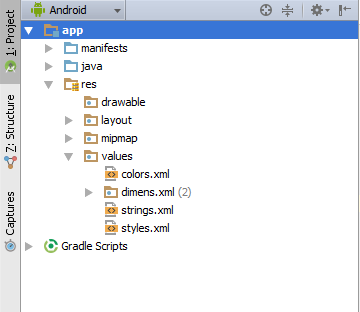 Android
1: Project
Z: Structure
Captures
app
manifests
java
res
drawable
layout
mipmap
values
colors.xml
dimens.xml (2)
strings.xml
styles.xml
Gradle Scripts